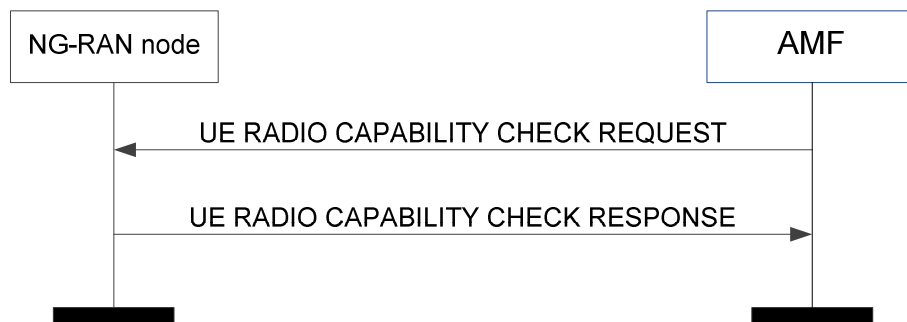 NG-RAN node
AMF
UE RADIO CAPABILITY CHECK REQUEST
UE RADIO CAPABILITY CHECK RESPONSE